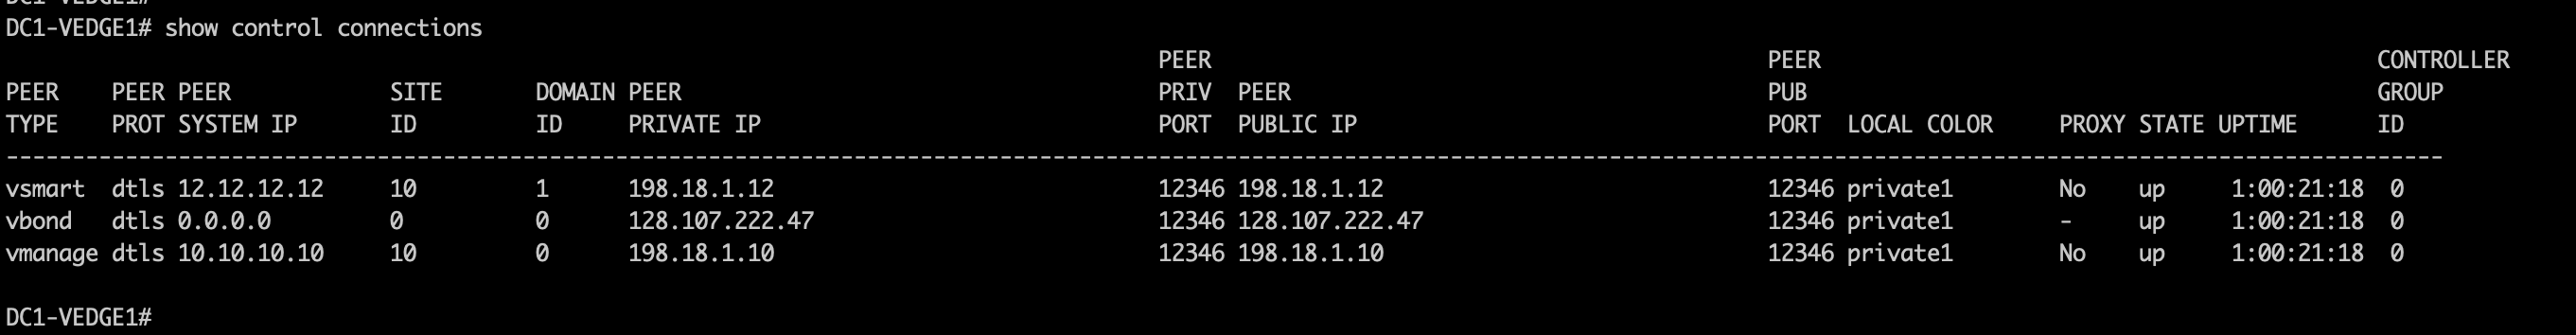 DC1-VEDGE1#
DC1-VEDGE1# show control connections
PEER PEER CONTROLLER
PEER PEER PEER SITE DOMAIN PEER PRIV PEER PUB GROUP
TYPE PROT SYSTEM IP ID ID PRIVATE IP PORT PUBLIC IP PORT LOCAL COLOR PROXY STATE UPTIME ID
----------------------------------------------------------------------------------------------------------------------------------------------------------------------------------------
vsmart dtls 12.12.12.12 10 1 198.18.1.12 12346 198.18.1.12 12346 private1 No up 1:00:21:18 0
vbond dtls 0.0.0.0 0 0 128.107.222.47 12346 128.107.222.47 12346 private1 - up 1:00:21:18 0
vmanage dtls 10.10.10.10 10 0 198.18.1.10 12346 198.18.1.10 12346 private1 No up 1:00:21:18 0
DC1-VEDGE1#